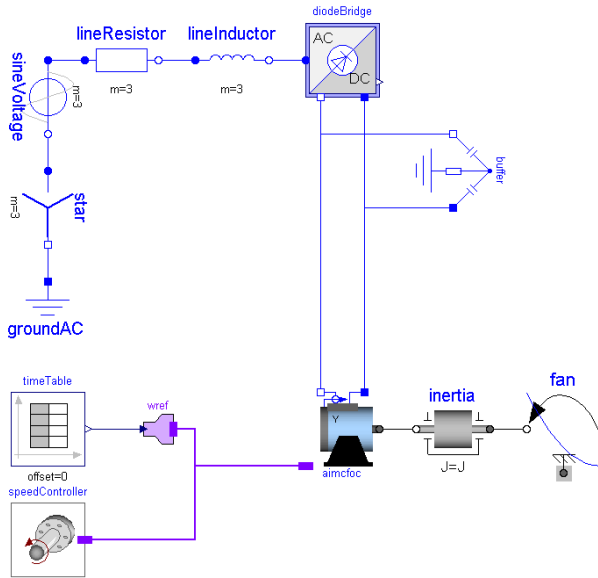 diodeBridge
lineResistor
lineInductor
AC
DC
sineVoltage
m=3
m=3
m=3
buffer
star
m=3
groundAC
timeTable
wref
inertia
fan
Y
offset=0
aimcfoc
J=J
speedController